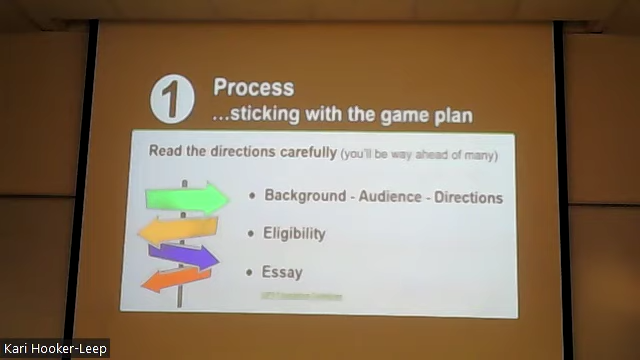 1
Process
...sticking with the game plan
Read the directions carefully (you'll be way ahead of many)
• Background - Audience - Directions
• Eligibility
• Essay
Kari Hooker-Leep